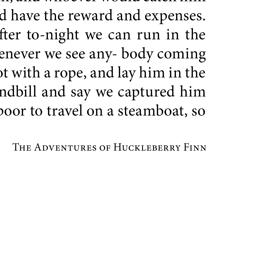 d have the reward and expenses.
fter to-night we can run in the
enever we see any- body coming
ot with a rope, and lay him in the
ndbill and say we captured him
poor to travel on a steamboat, so
THE ADVENTURES OF HUCKLEBERRY FINN